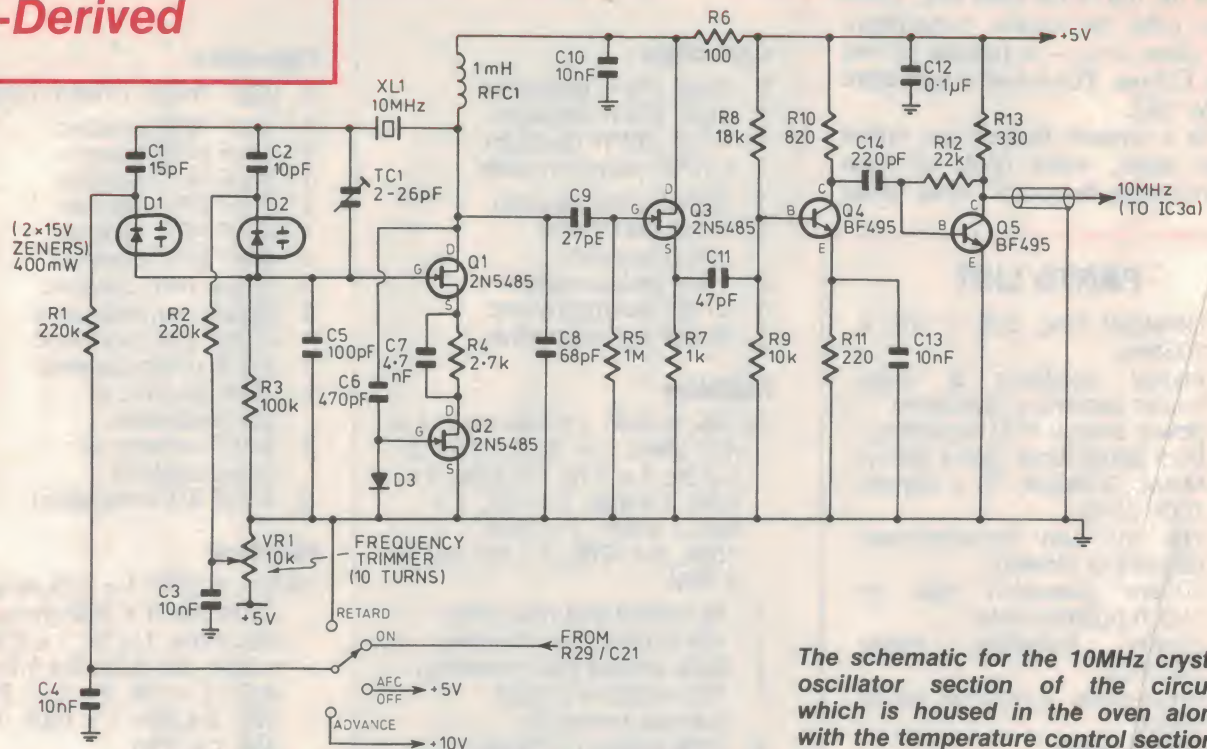 -Derived
XL1
10MHz
1mH
RFC1
C10
10nF
R6
100
+5V
C12
0·1µF
C1
15pF
C2
10pF
TC1
2-26pF
R8
18k
R10
820
R13
330
C14
220pF
R12
22k
10MHz
(TO IC3a)
D1
D2
(2×15V
ZENERS)
400mW
C9
27pF
D
G
S
Q3
2N5485
C
B
E
Q4
BF495
C
B
E
Q5
BF495
D
G
S
Q1
2N5485
C11
47pF
R1
220k
R2
220k
C5
100pF
C7
4·7
nF
R4
2.7k
C8
68pF
R5
1M
R7
1k
R9
10k
R11
220
C13
10nF
R3
100k
C6
470pF
D
G
S
Q2
2N5485
D3
VR1
10k
FREQUENCY
TRIMMER
(10 TURNS)
C3
10nF
+5V
RETARD
ON
FROM
R29/C21
AFC
OFF
+5V
ADVANCE
+10V
C4
10nF
The schematic for the 10MHz cryst
oscillator section of the circu
which is housed in the oven alon
with the temperature control section